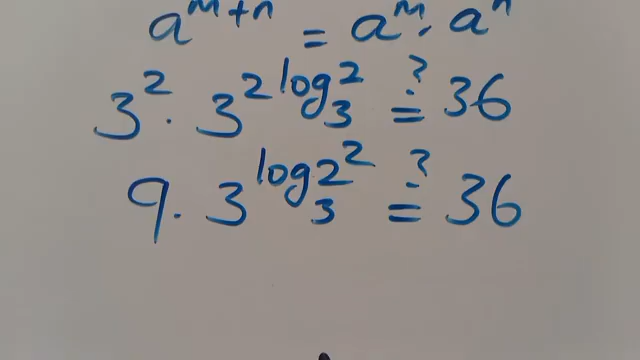 a^{m+n} = a^m . a^n
3^2 . 3^{2 log_3 2} ?= 36
9 . 3^{log_3 2^2} ?= 36